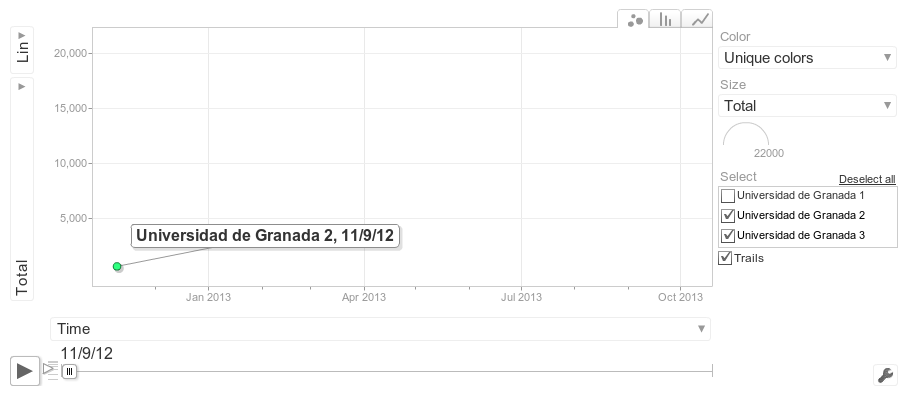 Lin
Total
20,000
15,000
10,000
5,000
Universidad de Granada 2, 11/9/12
Jan 2013
Apr 2013
Jul 2013
Oct 2013
Time
11/9/12
Color
Unique colors
Size
Total
22000
Select
Deselect all
Universidad de Granada 1
Universidad de Granada 2
Universidad de Granada 3
Trails